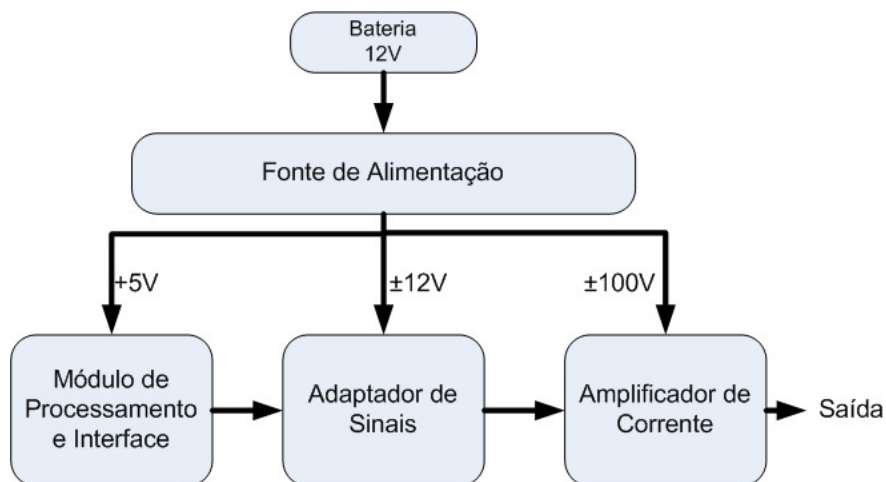 Bateria
12V
Fonte de Alimentação
+5V
±12V
±100V
Módulo de
Processamento
e Interface
Adaptador de
Sinais
Amplificador de
Corrente
Saída